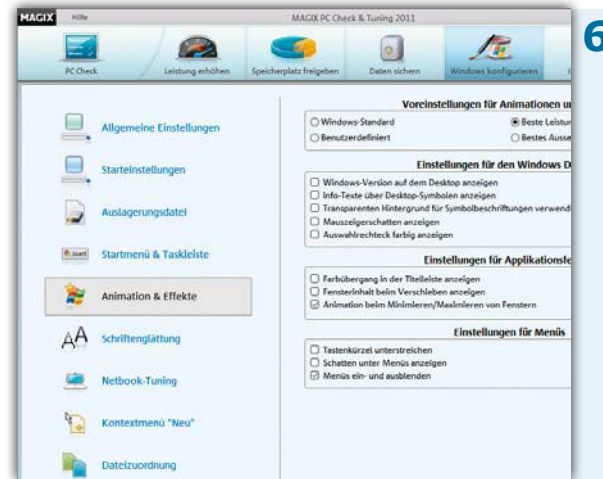 MAGIX Hilfe MAGIX PC Check & Tuning 2011
6
PC Check Leistung erhöhen Speicherplatz freigeben Daten sichern Windows konfigurieren
Allgemeine Einstellungen
Starteinstellungen
Auslagerungsdatei
Start Startmenü & Taskleiste
Animation & Effekte
AA Schriftenglättung
Netbook-Tuning
Kontextmenü "Neu"
Dateizuordnung
Voreinstellungen für Animationen
Windows-Standard Beste
Benutzerdefiniert Bestes
Einstellungen für den Windows
Windows-Version auf dem Desktop anzeigen
Info-Texte über Desktop-Symbolen anzeigen
Transparenten Hintergrund für Symbolbeschriftungen
Mauszeigerschatten anzeigen
Auswahlrechteck farbig anzeigen
Einstellungen für
Farbübergang in der Titelleiste anzeigen
Fensterinhalt beim Verschieben anzeigen
Animation beim Minimieren/Maximieren von Fenstern
Einstellungen für Menüs
Tastenkürzel unterstreichen
Schatten unter Menüs anzeigen
Menüs ein- und ausblenden